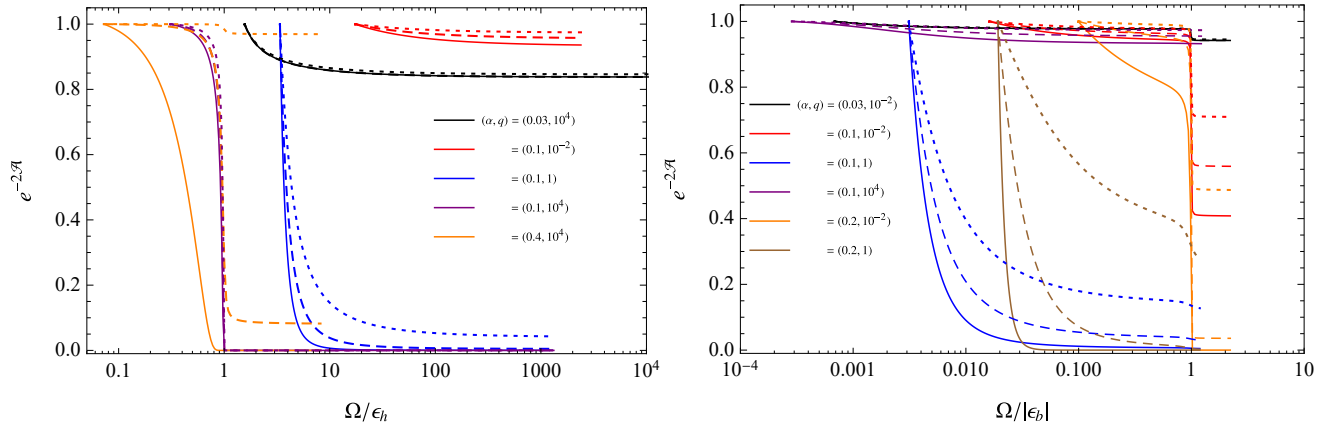 1.0
0.8
0.6
0.4
0.2
0.0
e^{-2𝒜}
(α, q) = (0.03, 10^4)
= (0.1, 10^{-2})
= (0.1, 1)
= (0.1, 10^4)
= (0.4, 10^4)
0.1 1 10 100 1000 10^4
Ω/ϵ_h
1.0
0.8
0.6
0.4
0.2
0.0
e^{-2𝒜}
(α, q) = (0.03, 10^{-2})
= (0.1, 10^{-2})
= (0.1, 1)
= (0.1, 10^4)
= (0.2, 10^{-2})
= (0.2, 1)
10^{-4} 0.001 0.010 0.100 1 10
Ω/|ϵ_b|